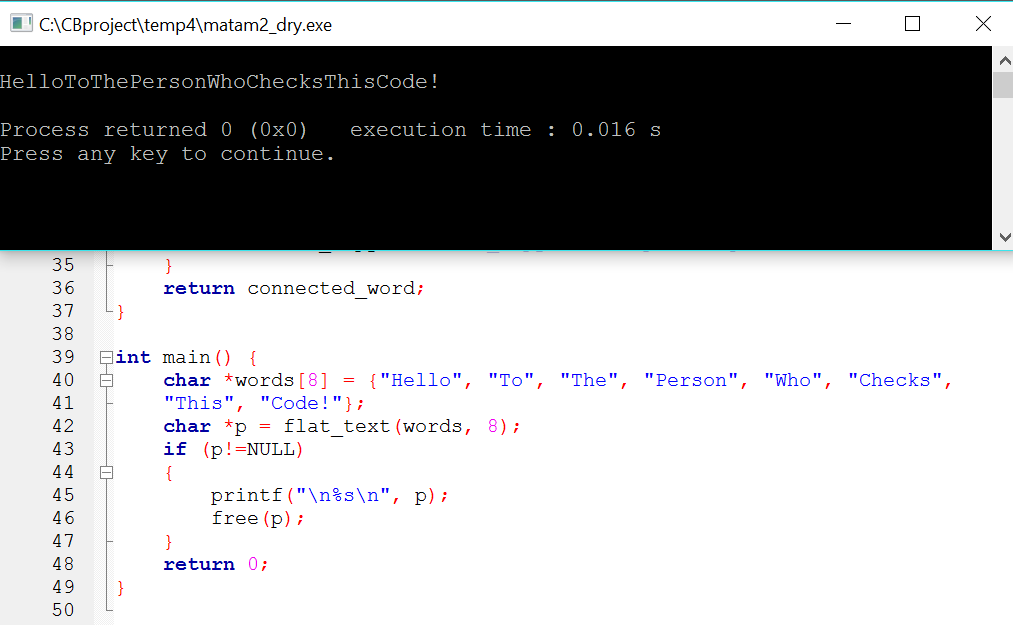 C:\CBproject\temp4\matam2_dry.exe
HelloToThePersonWhoChecksThisCode!
Process returned 0 (0x0)   execution time : 0.016 s
Press any key to continue.
35 }
36 return connected_word;
37 }
38
39 int main() {
40 char *words[8] = {"Hello", "To", "The", "Person", "Who", "Checks",
41 "This", "Code!"};
42 char *p = flat_text(words, 8);
43 if (p!=NULL)
44 {
45 printf("\n%s\n", p);
46 free(p);
47 }
48 return 0;
49 }
50